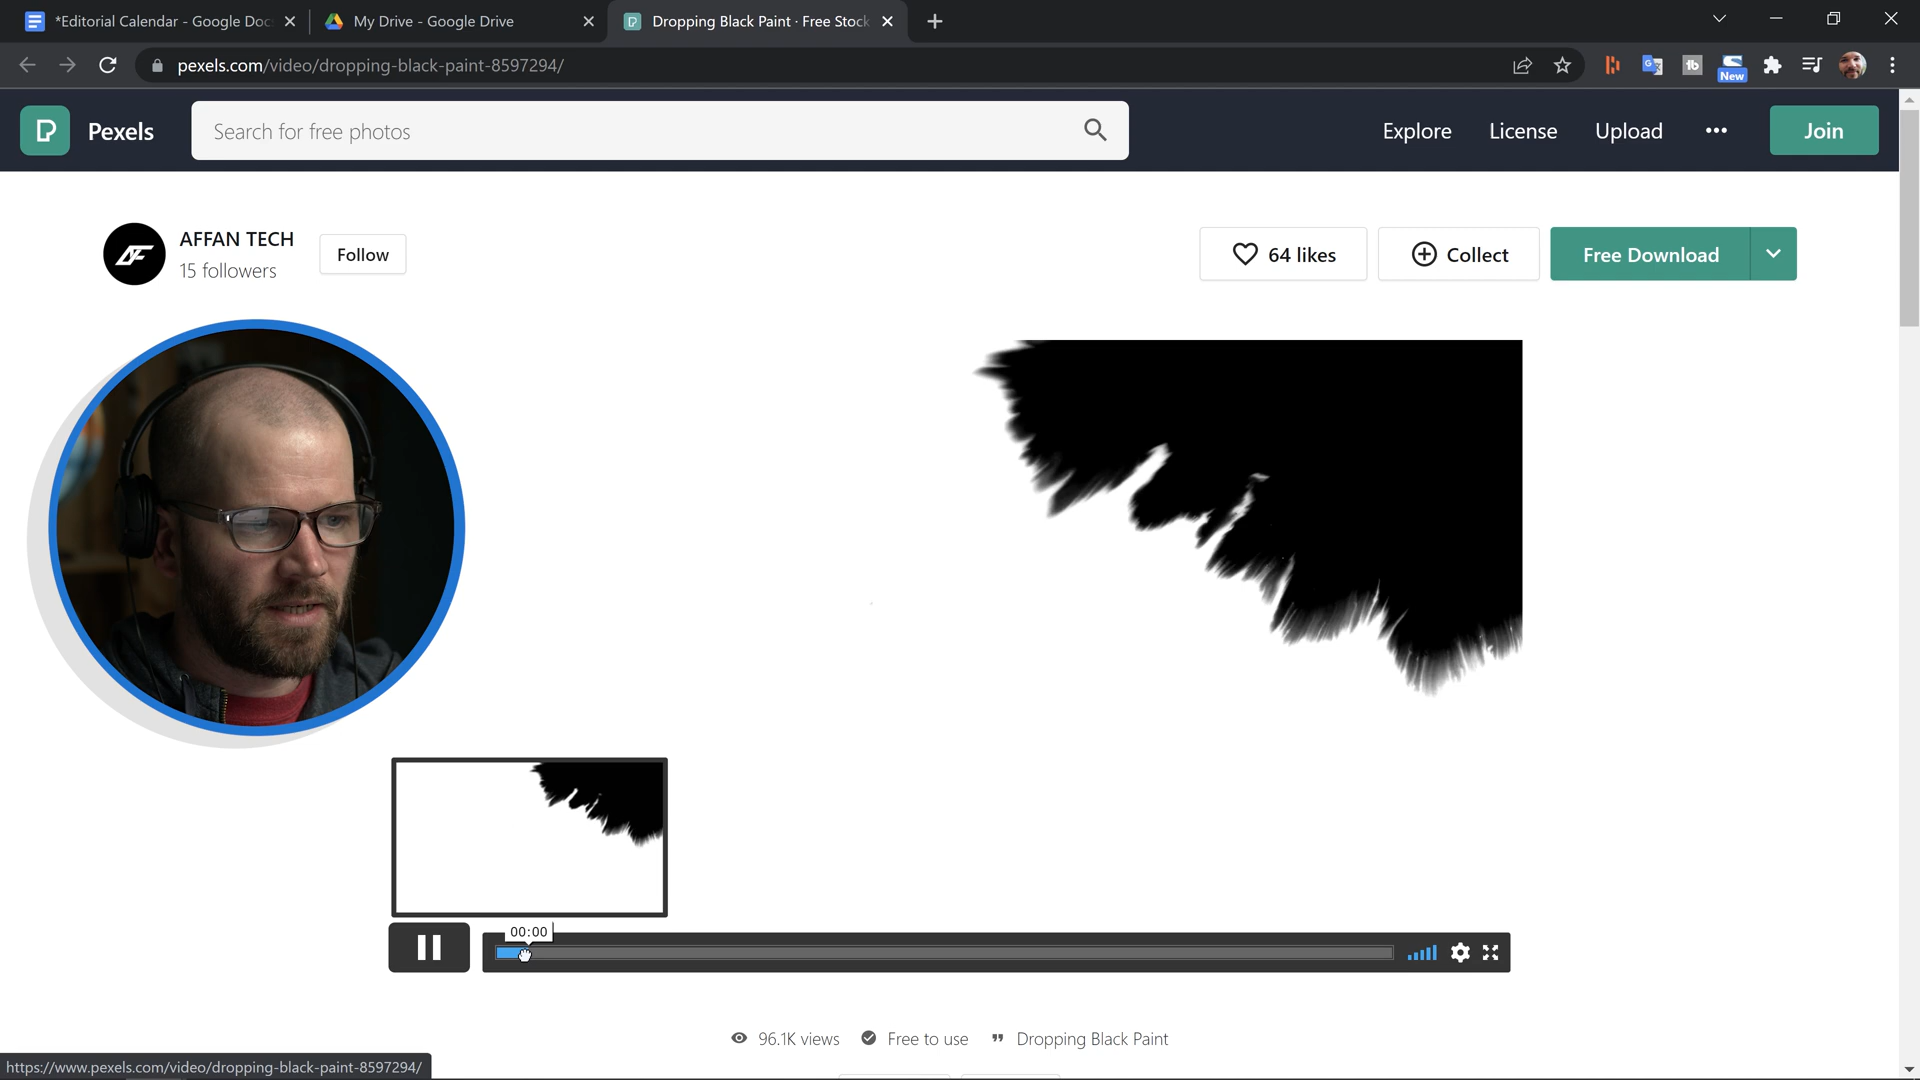 *Editorial Calendar - Google Doc
My Drive - Google Drive
Dropping Black Paint · Free Stock
pexels.com/video/dropping-black-paint-8597294/
New
Pexels
Search for free photos
Explore
License
Upload
Join
AFFAN TECH
15 followers
Follow
64 likes
Collect
Free Download
00:00
96.1K views
Free to use
Dropping Black Paint
https://www.pexels.com/video/dropping-black-paint-8597294/